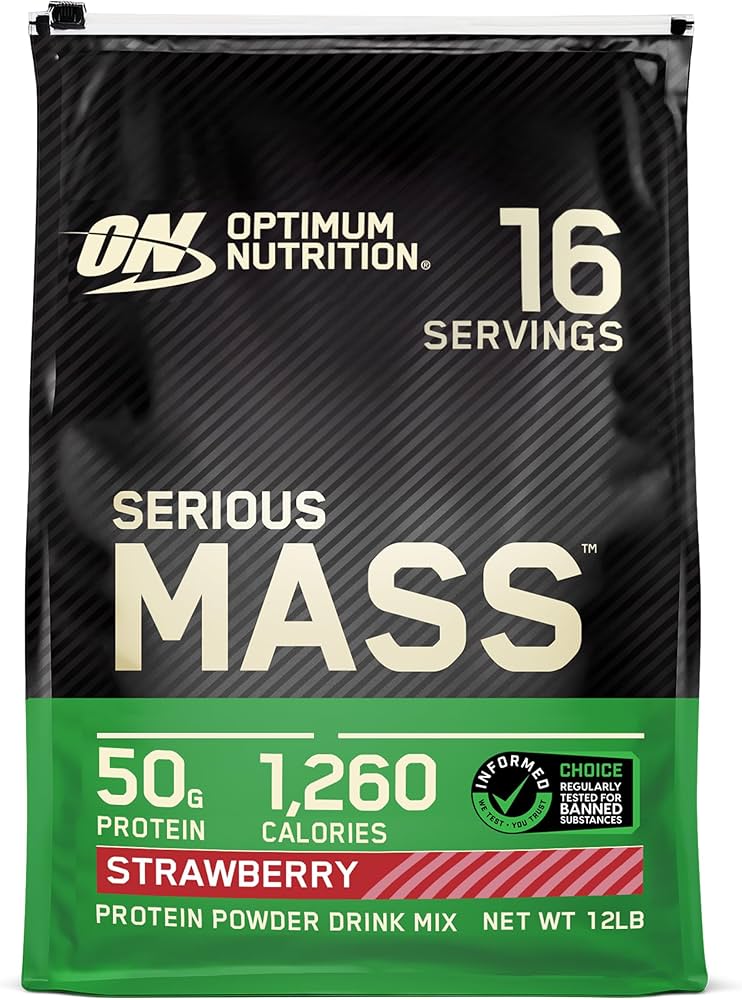 ON OPTIMUM NUTRITION®
16 SERVINGS
SERIOUS
MASS™
50G PROTEIN
1,260 CALORIES
INFORMED
WE TEST • YOU TRUST
CHOICE
REGULARLY
TESTED FOR
BANNED
SUBSTANCES
STRAWBERRY
PROTEIN POWDER DRINK MIX NET WT 12LB